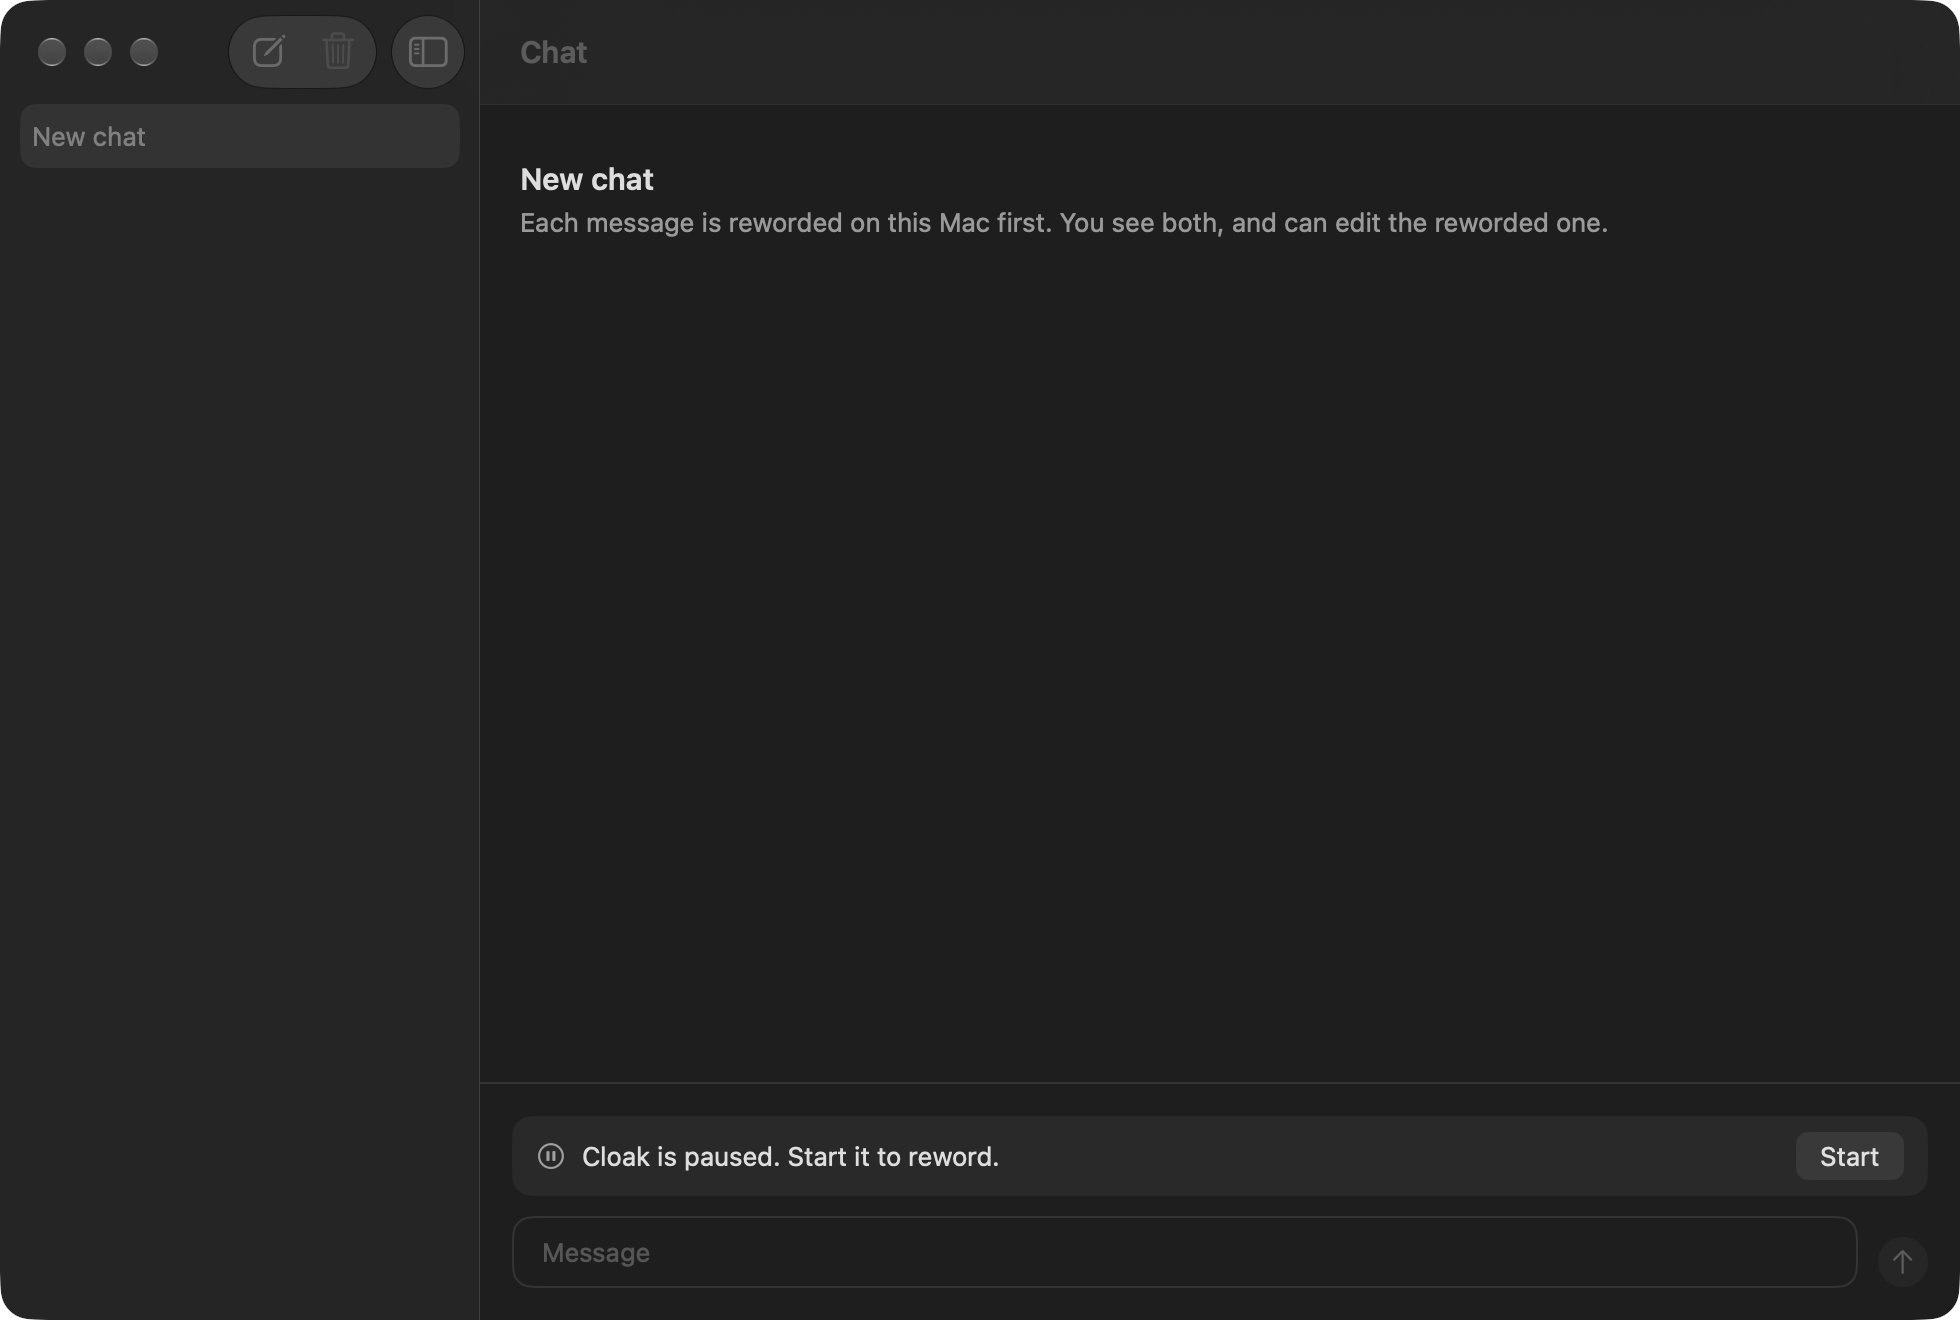 Chat
New chat
New chat
Each message is reworded on this Mac first. You see both, and can edit the reworded one.
Cloak is paused. Start it to reword.
Start
Message